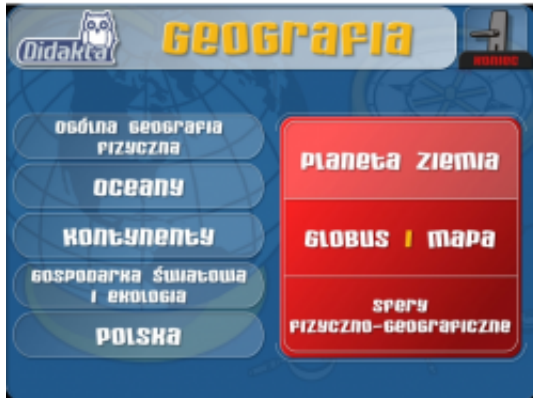 Didakta
Geografia
KONIEC
Ogólna geografia
fizyczna
Oceany
Kontynenty
Gospodarka światowa
i ekologia
Polska
Planeta Ziemia
Globus i mapa
Sfery
fizyczno-geograficzne